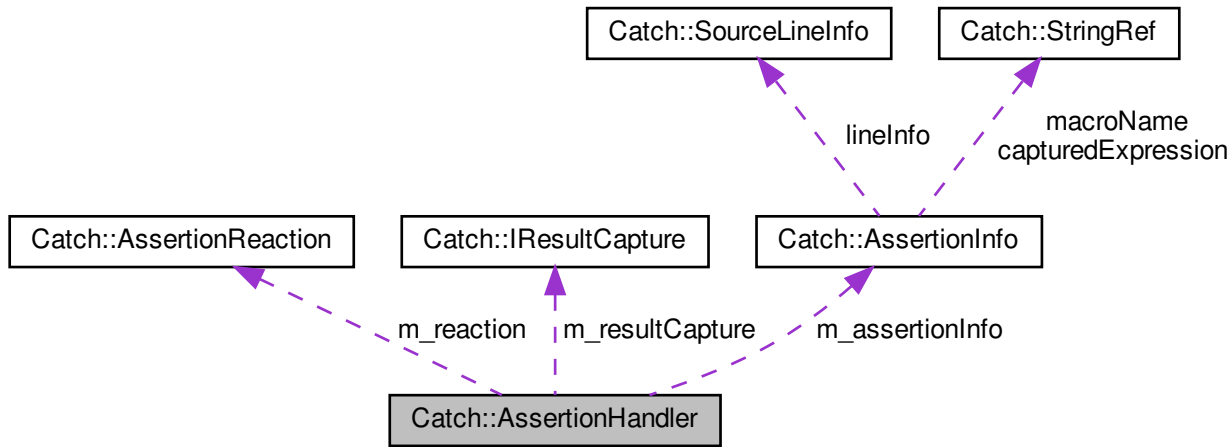 Catch::SourceLineInfo
Catch::StringRef
lineInfo
macroName
capturedExpression
Catch::AssertionReaction
Catch::IResultCapture
Catch::AssertionInfo
m_reaction
m_resultCapture
m_assertionInfo
Catch::AssertionHandler